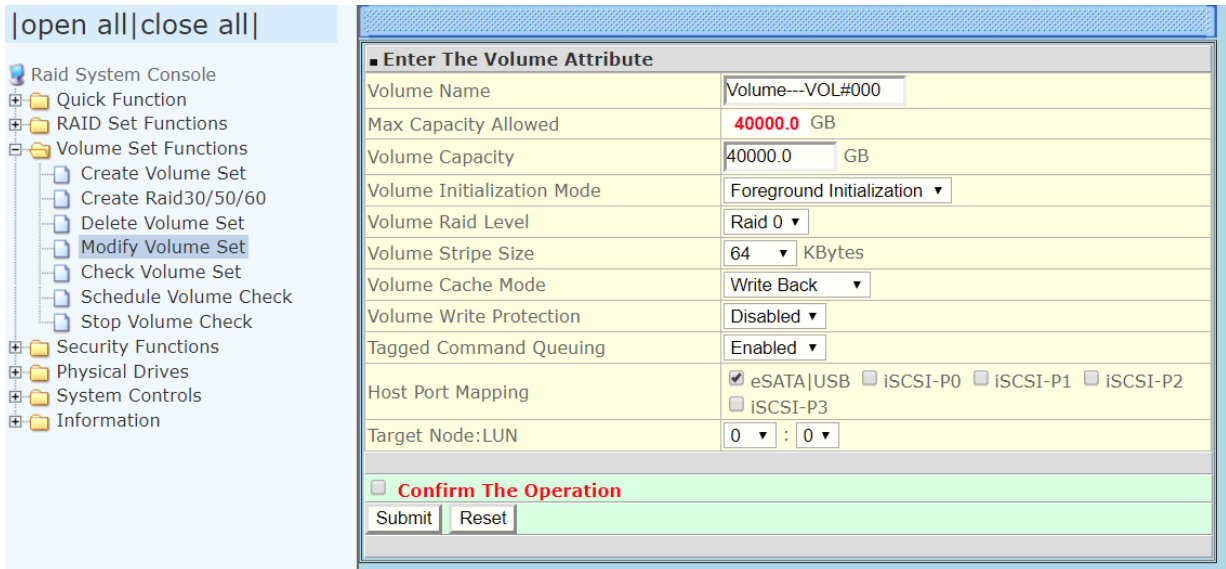 |open all|close all|
Raid System Console
Quick Function
RAID Set Functions
Volume Set Functions
Create Volume Set
Create Raid30/50/60
Delete Volume Set
Modify Volume Set
Check Volume Set
Schedule Volume Check
Stop Volume Check
Security Functions
Physical Drives
System Controls
Information
Enter The Volume Attribute
Volume Name Volume---VOL#000
Max Capacity Allowed 40000.0 GB
Volume Capacity 40000.0 GB
Volume Initialization Mode Foreground Initialization
Volume Raid Level Raid 0
Volume Stripe Size 64 KBytes
Volume Cache Mode Write Back
Volume Write Protection Disabled
Tagged Command Queuing Enabled
Host Port Mapping eSATA|USB iSCSI-P0 iSCSI-P1 iSCSI-P2
iSCSI-P3
Target Node:LUN 0 : 0
Confirm The Operation
Submit Reset